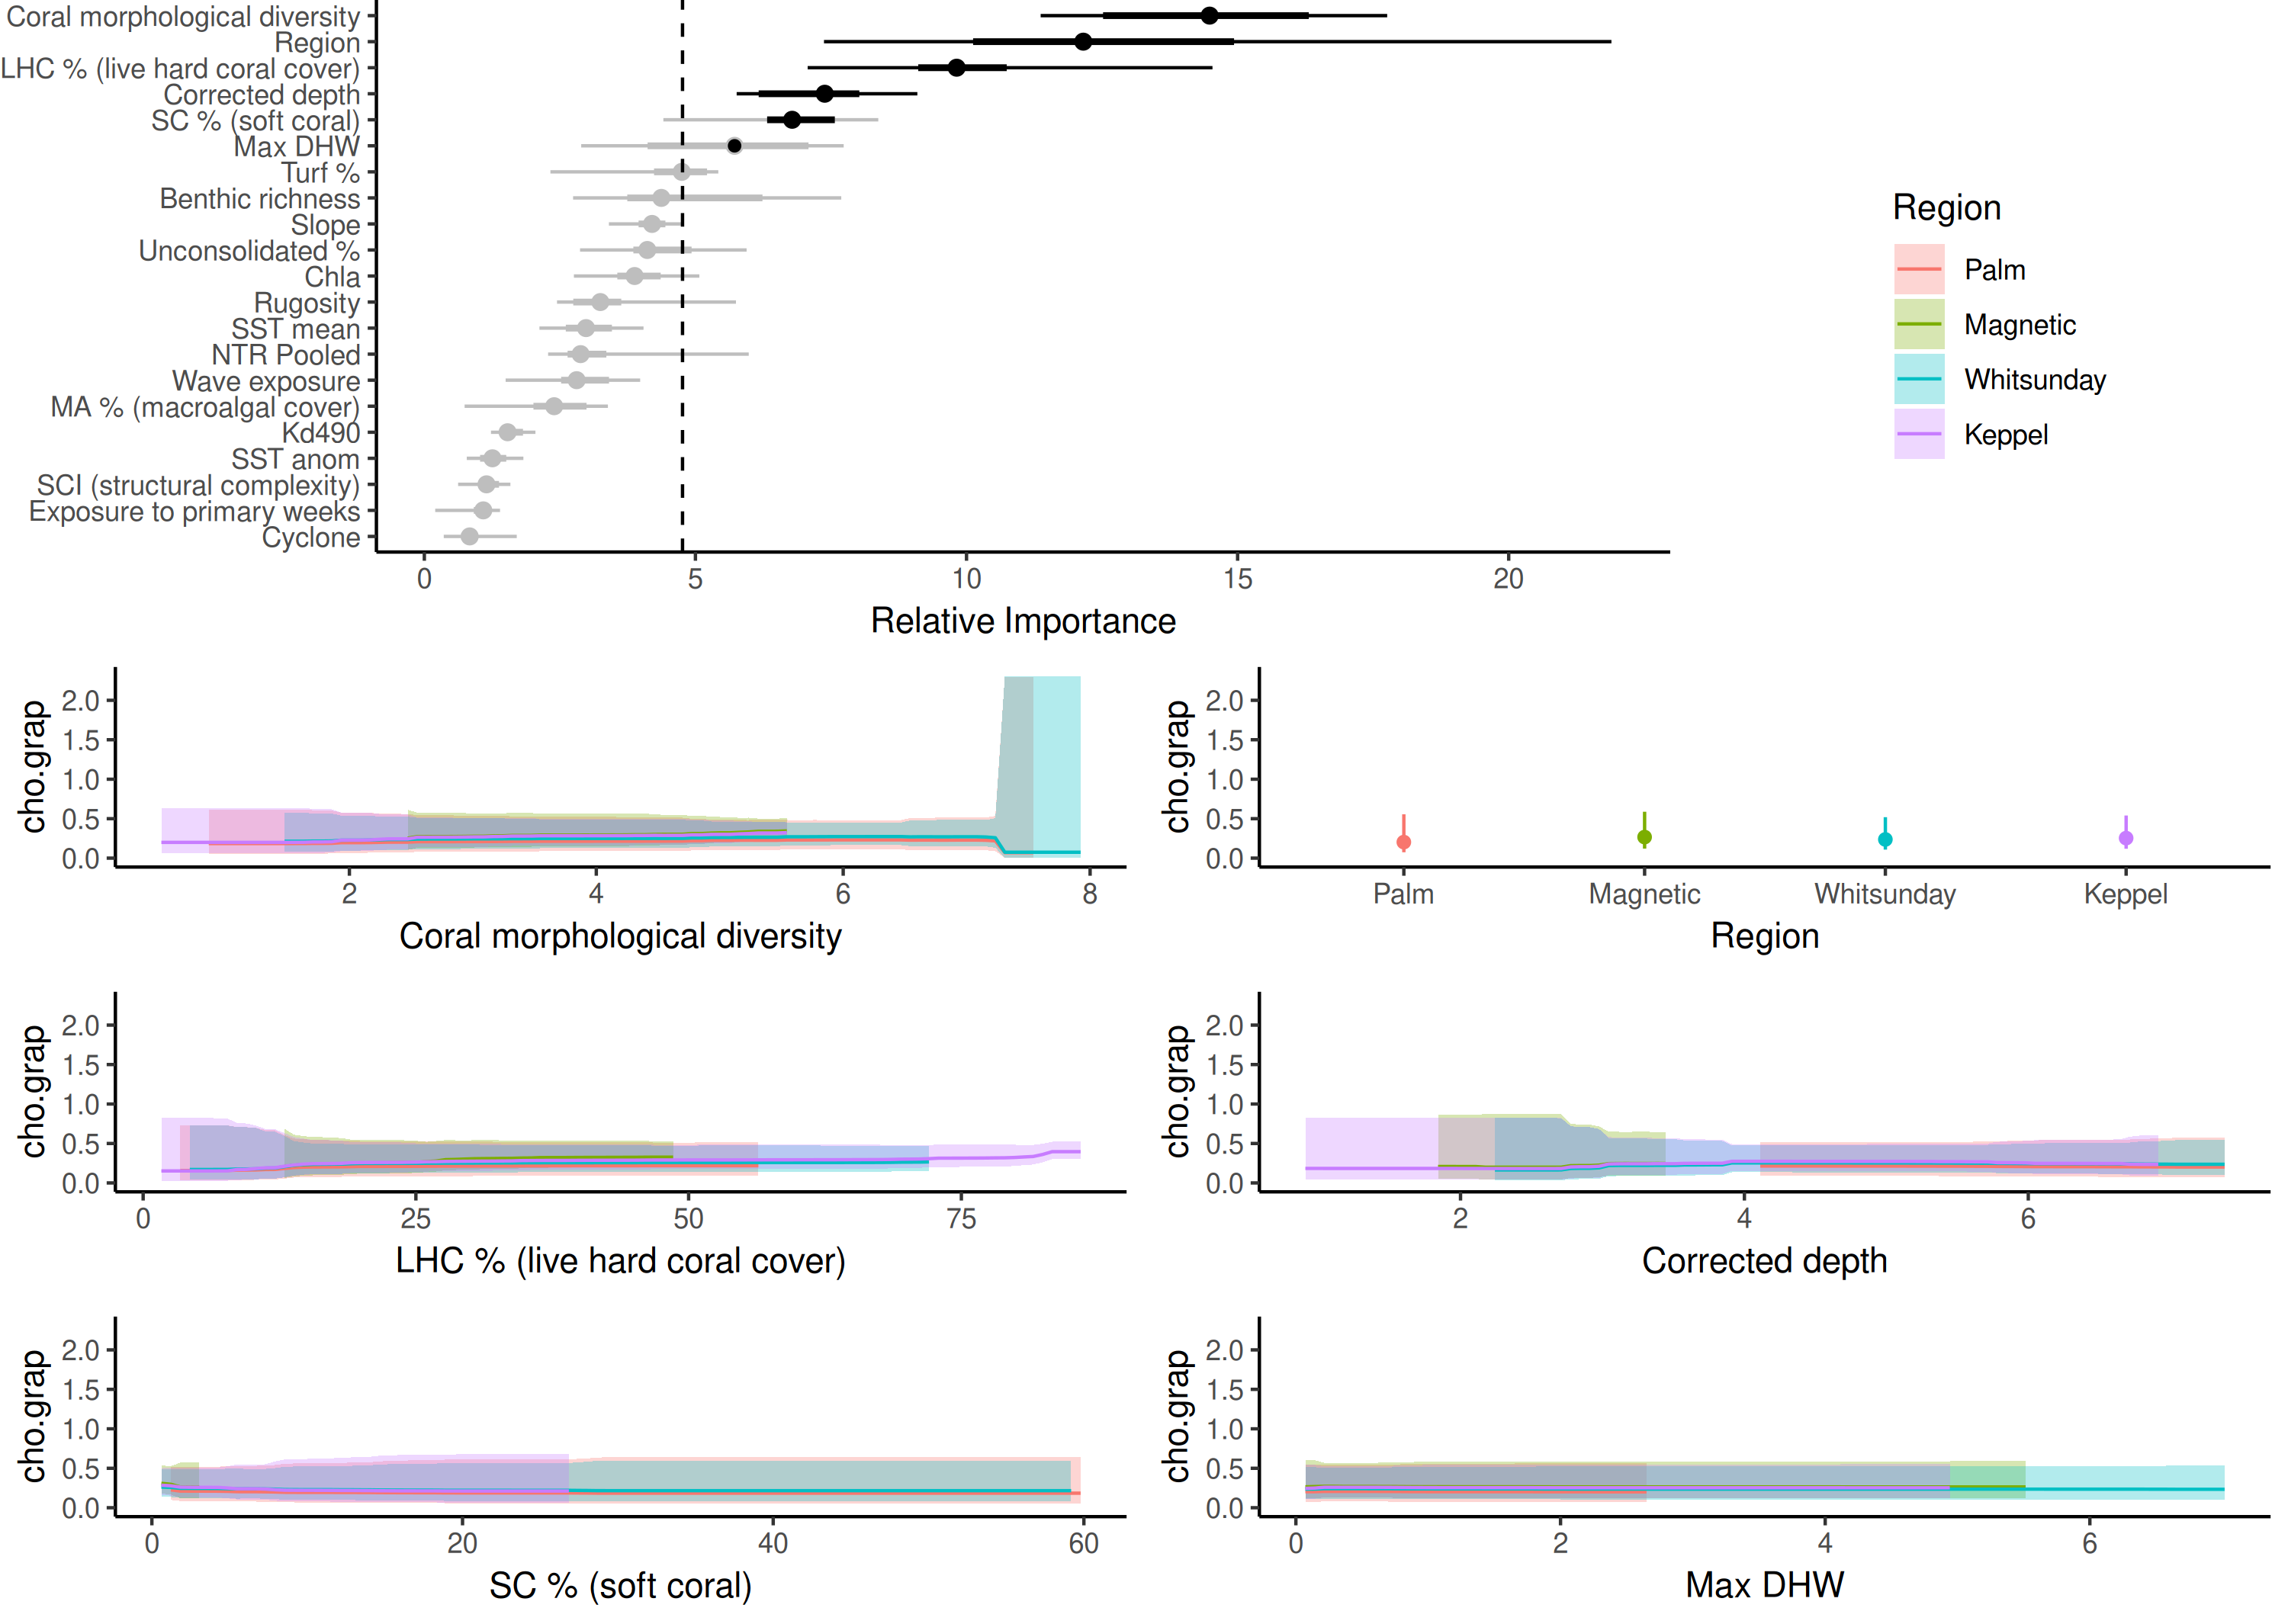 Coral morphological diversity
Region
LHC % (live hard coral cover)
Corrected depth
SC % (soft coral)
Max DHW
Turf %
Benthic richness
Slope
Unconsolidated %
Chla
Rugosity
SST mean
NTR Pooled
Wave exposure
MA % (macroalgal cover)
Kd490
SST anom
SCI (structural complexity)
Exposure to primary weeks
Cyclone
0 5 10 15 20
Relative Importance
Region
Palm
Magnetic
Whitsunday
Keppel
cho.grap
2.0
1.5
1.0
0.5
0.0
2 4 6 8
Coral morphological diversity
cho.grap
2.0
1.5
1.0
0.5
0.0
Palm Magnetic Whitsunday Keppel
Region
cho.grap
2.0
1.5
1.0
0.5
0.0
0 25 50 75
LHC % (live hard coral cover)
cho.grap
2.0
1.5
1.0
0.5
0.0
2 4 6
Corrected depth
cho.grap
2.0
1.5
1.0
0.5
0.0
0 20 40 60
SC % (soft coral)
cho.grap
2.0
1.5
1.0
0.5
0.0
0 2 4 6
Max DHW